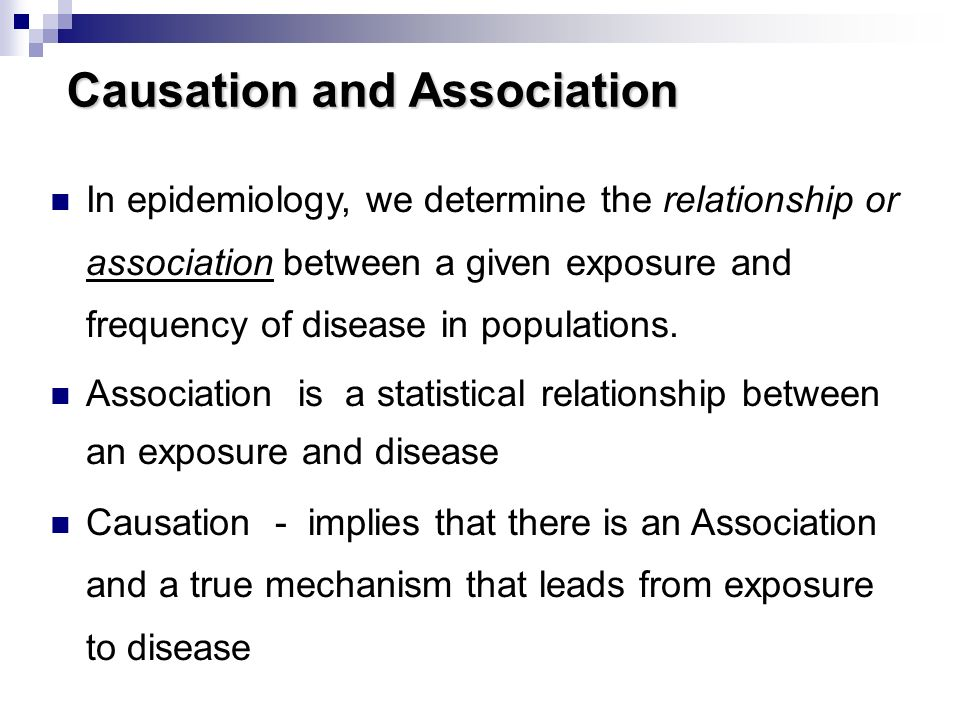 Causation and Association
In epidemiology, we determine the relationship or
association between a given exposure and
frequency of disease in populations.
Association  is  a statistical relationship between
an exposure and disease
Causation  -  implies that there is an Association
and a true mechanism that leads from exposure
to disease